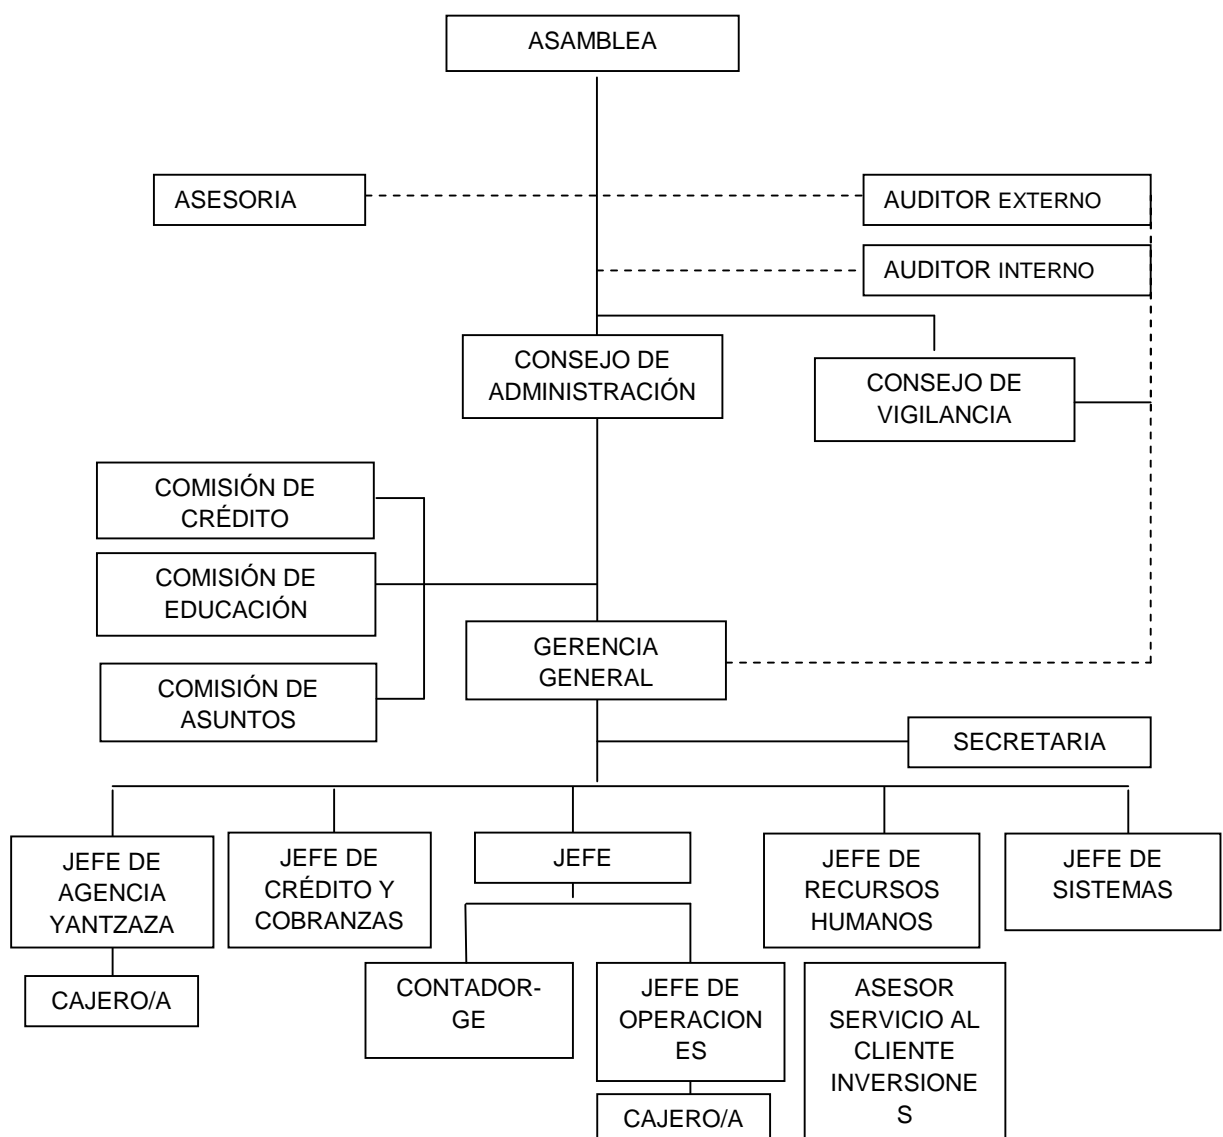 ASAMBLEA
ASESORIA
AUDITOR EXTERNO
AUDITOR INTERNO
CONSEJO DE
ADMINISTRACIÓN
CONSEJO DE
VIGILANCIA
COMISIÓN DE
CRÉDITO
COMISIÓN DE
EDUCACIÓN
COMISIÓN DE
ASUNTOS
GERENCIA
GENERAL
SECRETARIA
JEFE DE
AGENCIA
YANTZAZA
JEFE DE
CRÉDITO Y
COBRANZAS
JEFE
JEFE DE
RECURSOS
HUMANOS
JEFE DE
SISTEMAS
CAJERO/A
CONTADOR-
GE
JEFE DE
OPERACION
ES
ASESOR
SERVICIO AL
CLIENTE
INVERSIONE
S
CAJERO/A